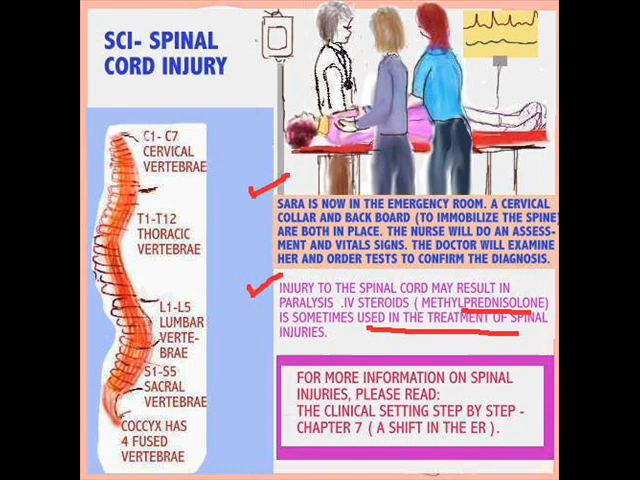 SCI- SPINAL
CORD INJURY
C1- C7
CERVICAL
VERTEBRAE
T1-T12
THORACIC
VERTEBRAE
L1-L5
LUMBAR
VERTE-
BRAE
S1-S5
SACRAL
VERTEBRAE
COCCYX HAS
4 FUSED
VERTEBRAE
SARA IS NOW IN THE EMERGENCY ROOM. A CERVICAL
COLLAR AND BACK BOARD (TO IMMOBILIZE THE SPINE)
ARE BOTH IN PLACE. THE NURSE WILL DO AN ASSESS-
MENT AND VITALS SIGNS. THE DOCTOR WILL EXAMINE
HER AND ORDER TESTS TO CONFIRM THE DIAGNOSIS.
INJURY TO THE SPINAL CORD MAY RESULT IN
PARALYSIS .IV STEROIDS ( METHYLPREDNISOLONE)
IS SOMETIMES USED IN THE TREATMENT OF SPINAL
INJURIES.
FOR MORE INFORMATION ON SPINAL
INJURIES, PLEASE READ:
THE CLINICAL SETTING STEP BY STEP -
CHAPTER 7 ( A SHIFT IN THE ER ).